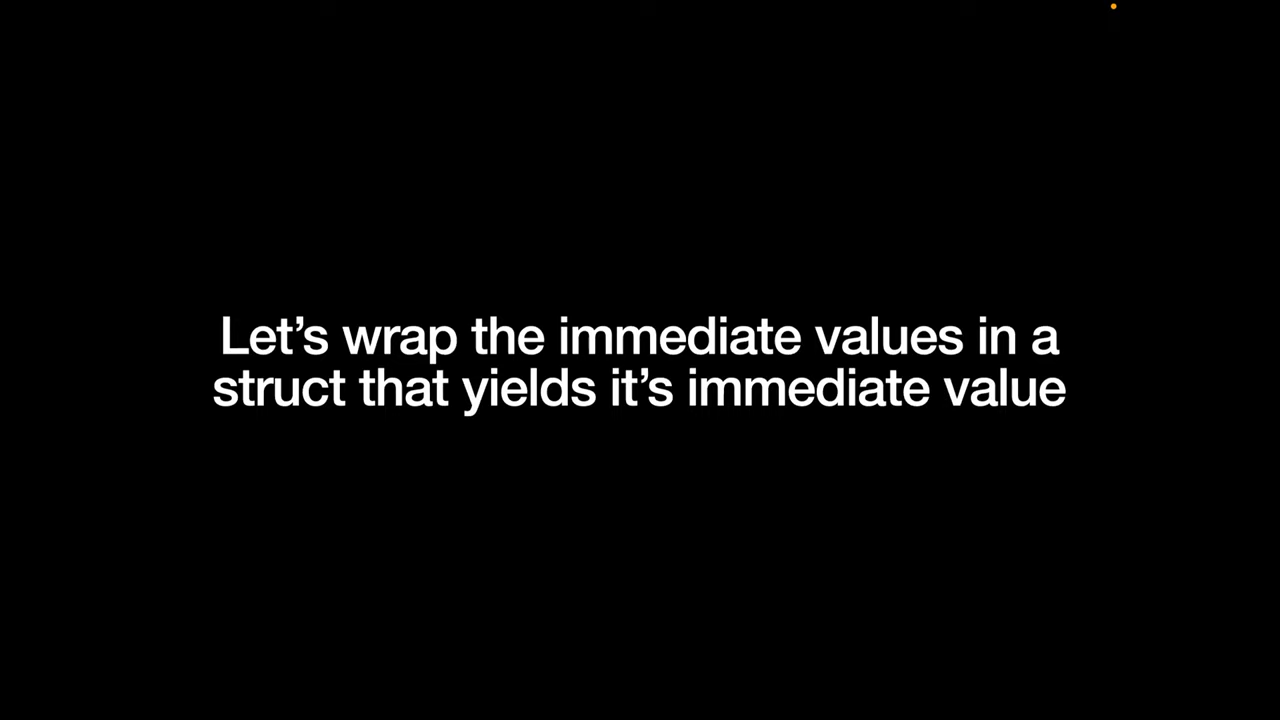 Let’s wrap the immediate values in a
struct that yields it’s immediate value